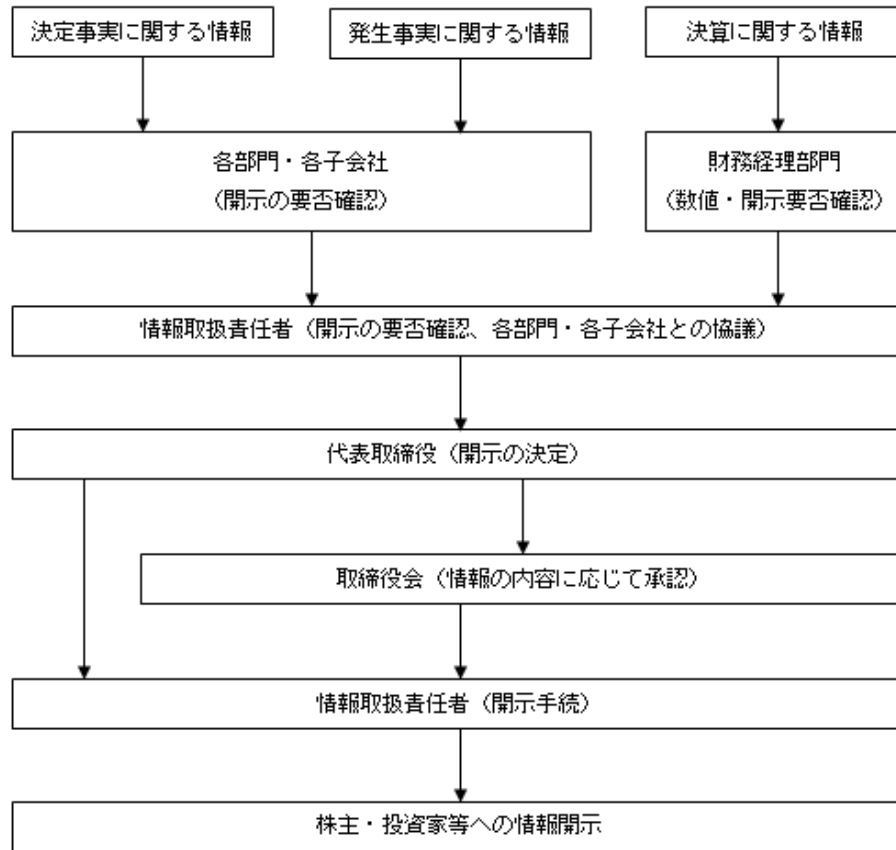 決定事実に関する情報
発生事実に関する情報
決算に関する情報
各部門・各子会社
（開示の要否確認）
財務経理部門
（数値・開示要否確認）
情報取扱責任者（開示の要否確認、各部門・各子会社との協議）
代表取締役（開示の決定）
取締役会（情報の内容に応じて承認）
情報取扱責任者（開示手続）
株主・投資家等への情報開示